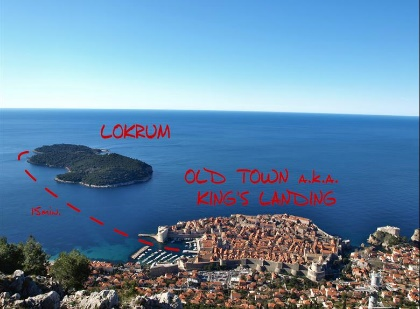 LOKRUM
OLD TOWN a.k.a.
KING'S LANDING
15min.